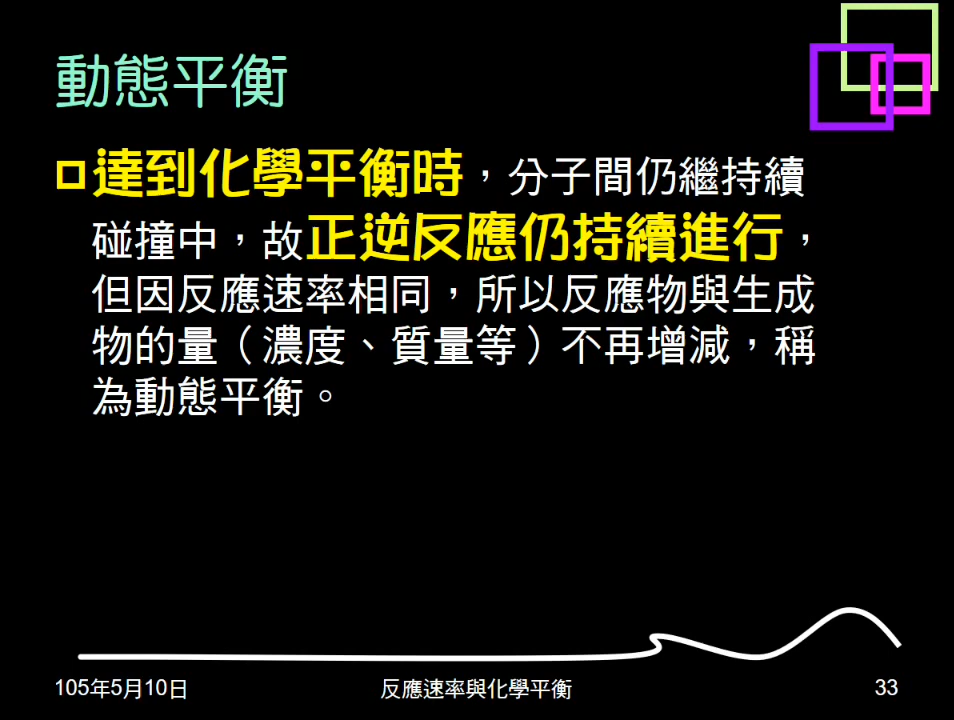 動態平衡
達到化學平衡時，分子間仍繼持續
碰撞中，故正逆反應仍持續進行，
但因反應速率相同，所以反應物與生成
物的量（濃度、質量等）不再增減，稱
為動態平衡。
105年5月10日
反應速率與化學平衡
33